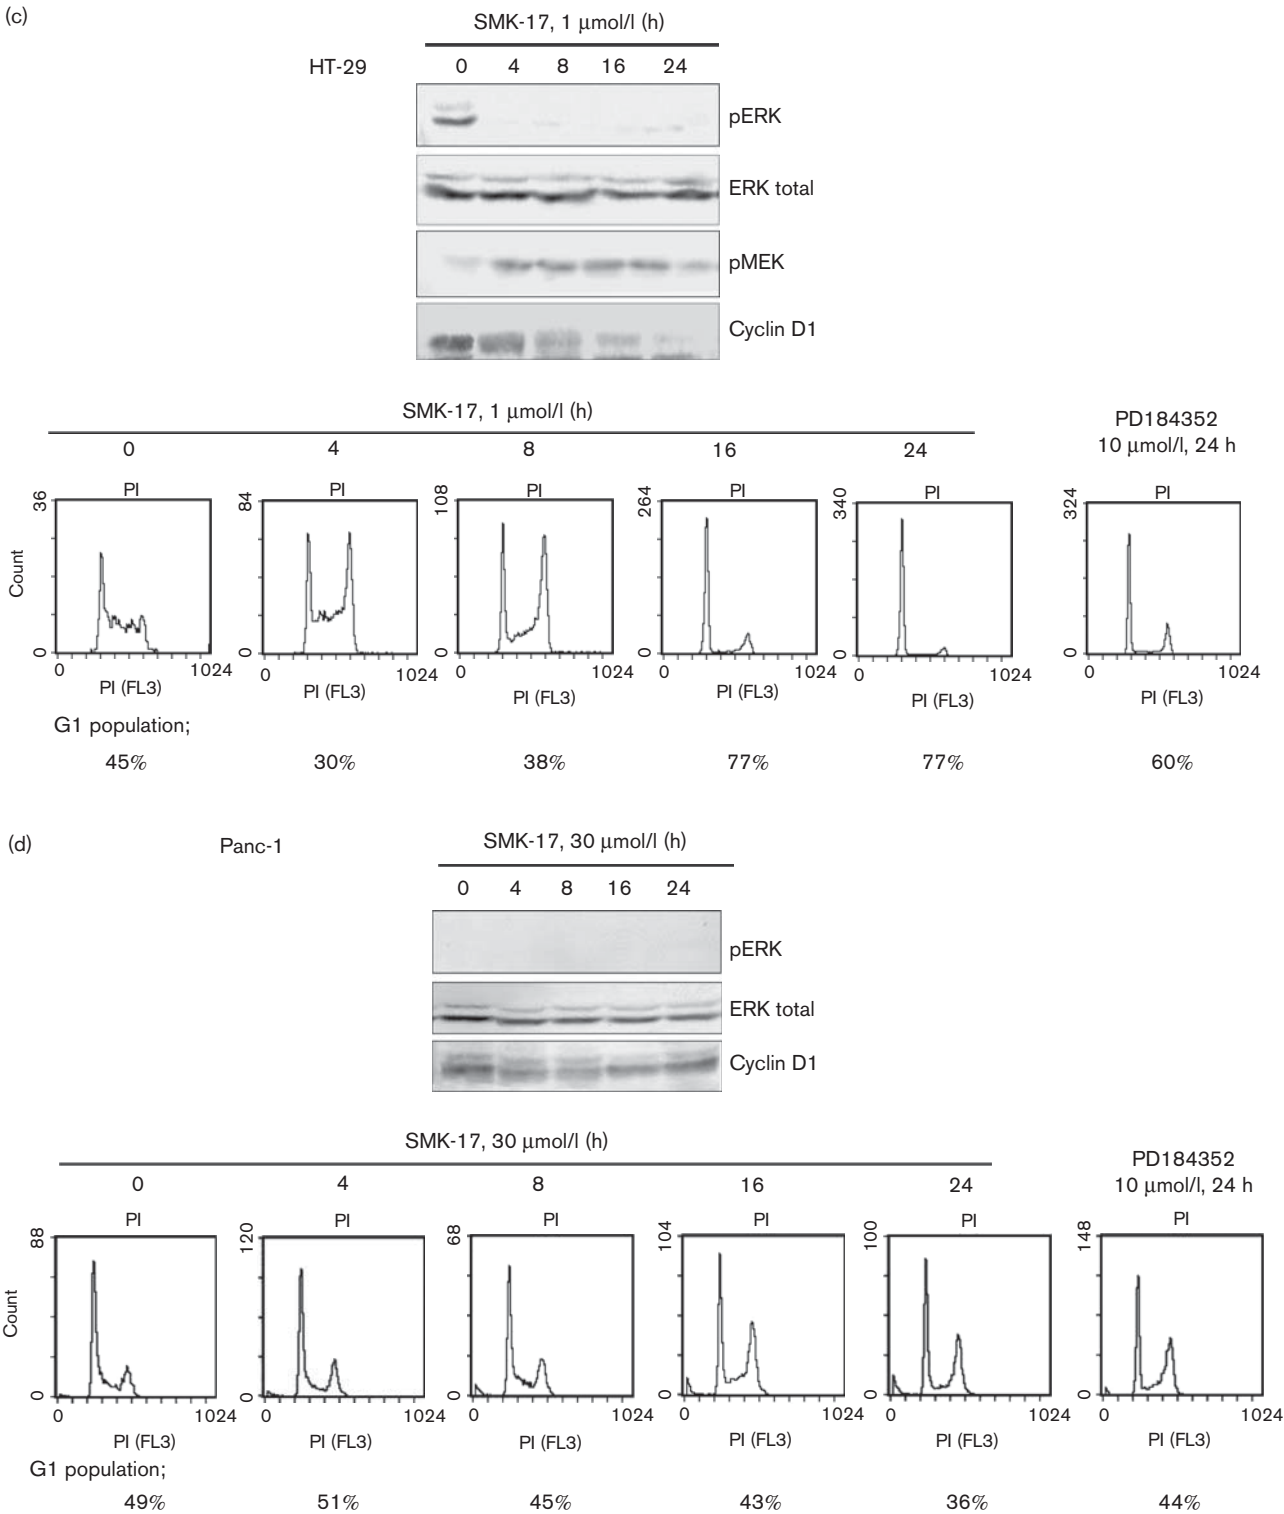 (c)
SMK-17, 1 μmol/l (h)
HT-29 0 4 8 16 24
pERK
ERK total
pMEK
Cyclin D1
SMK-17, 1 μmol/l (h)
PD184352
0 4 8 16 24 10 μmol/l, 24 h
PI PI PI PI PI PI
36 84 108 264 340 324
Count
0 0 0 0 0 0
0 1024 0 1024 0 1024 0 1024 0 1024 0 1024
PI (FL3) PI (FL3) PI (FL3) PI (FL3) PI (FL3) PI (FL3)
G1 population;
45% 30% 38% 77% 77% 60%
(d)
SMK-17, 30 μmol/l (h)
Panc-1
0 4 8 16 24
pERK
ERK total
Cyclin D1
SMK-17, 30 μmol/l (h)
PD184352
0 4 8 16 24 10 μmol/l, 24 h
PI PI PI PI PI PI
88 120 68 104 100 148
Count
0 0 0 0 0 0
0 1024 0 1024 0 1024 0 1024 0 1024 0 1024
PI (FL3) PI (FL3) PI (FL3) PI (FL3) PI (FL3) PI (FL3)
G1 population;
49% 51% 45% 43% 36% 44%